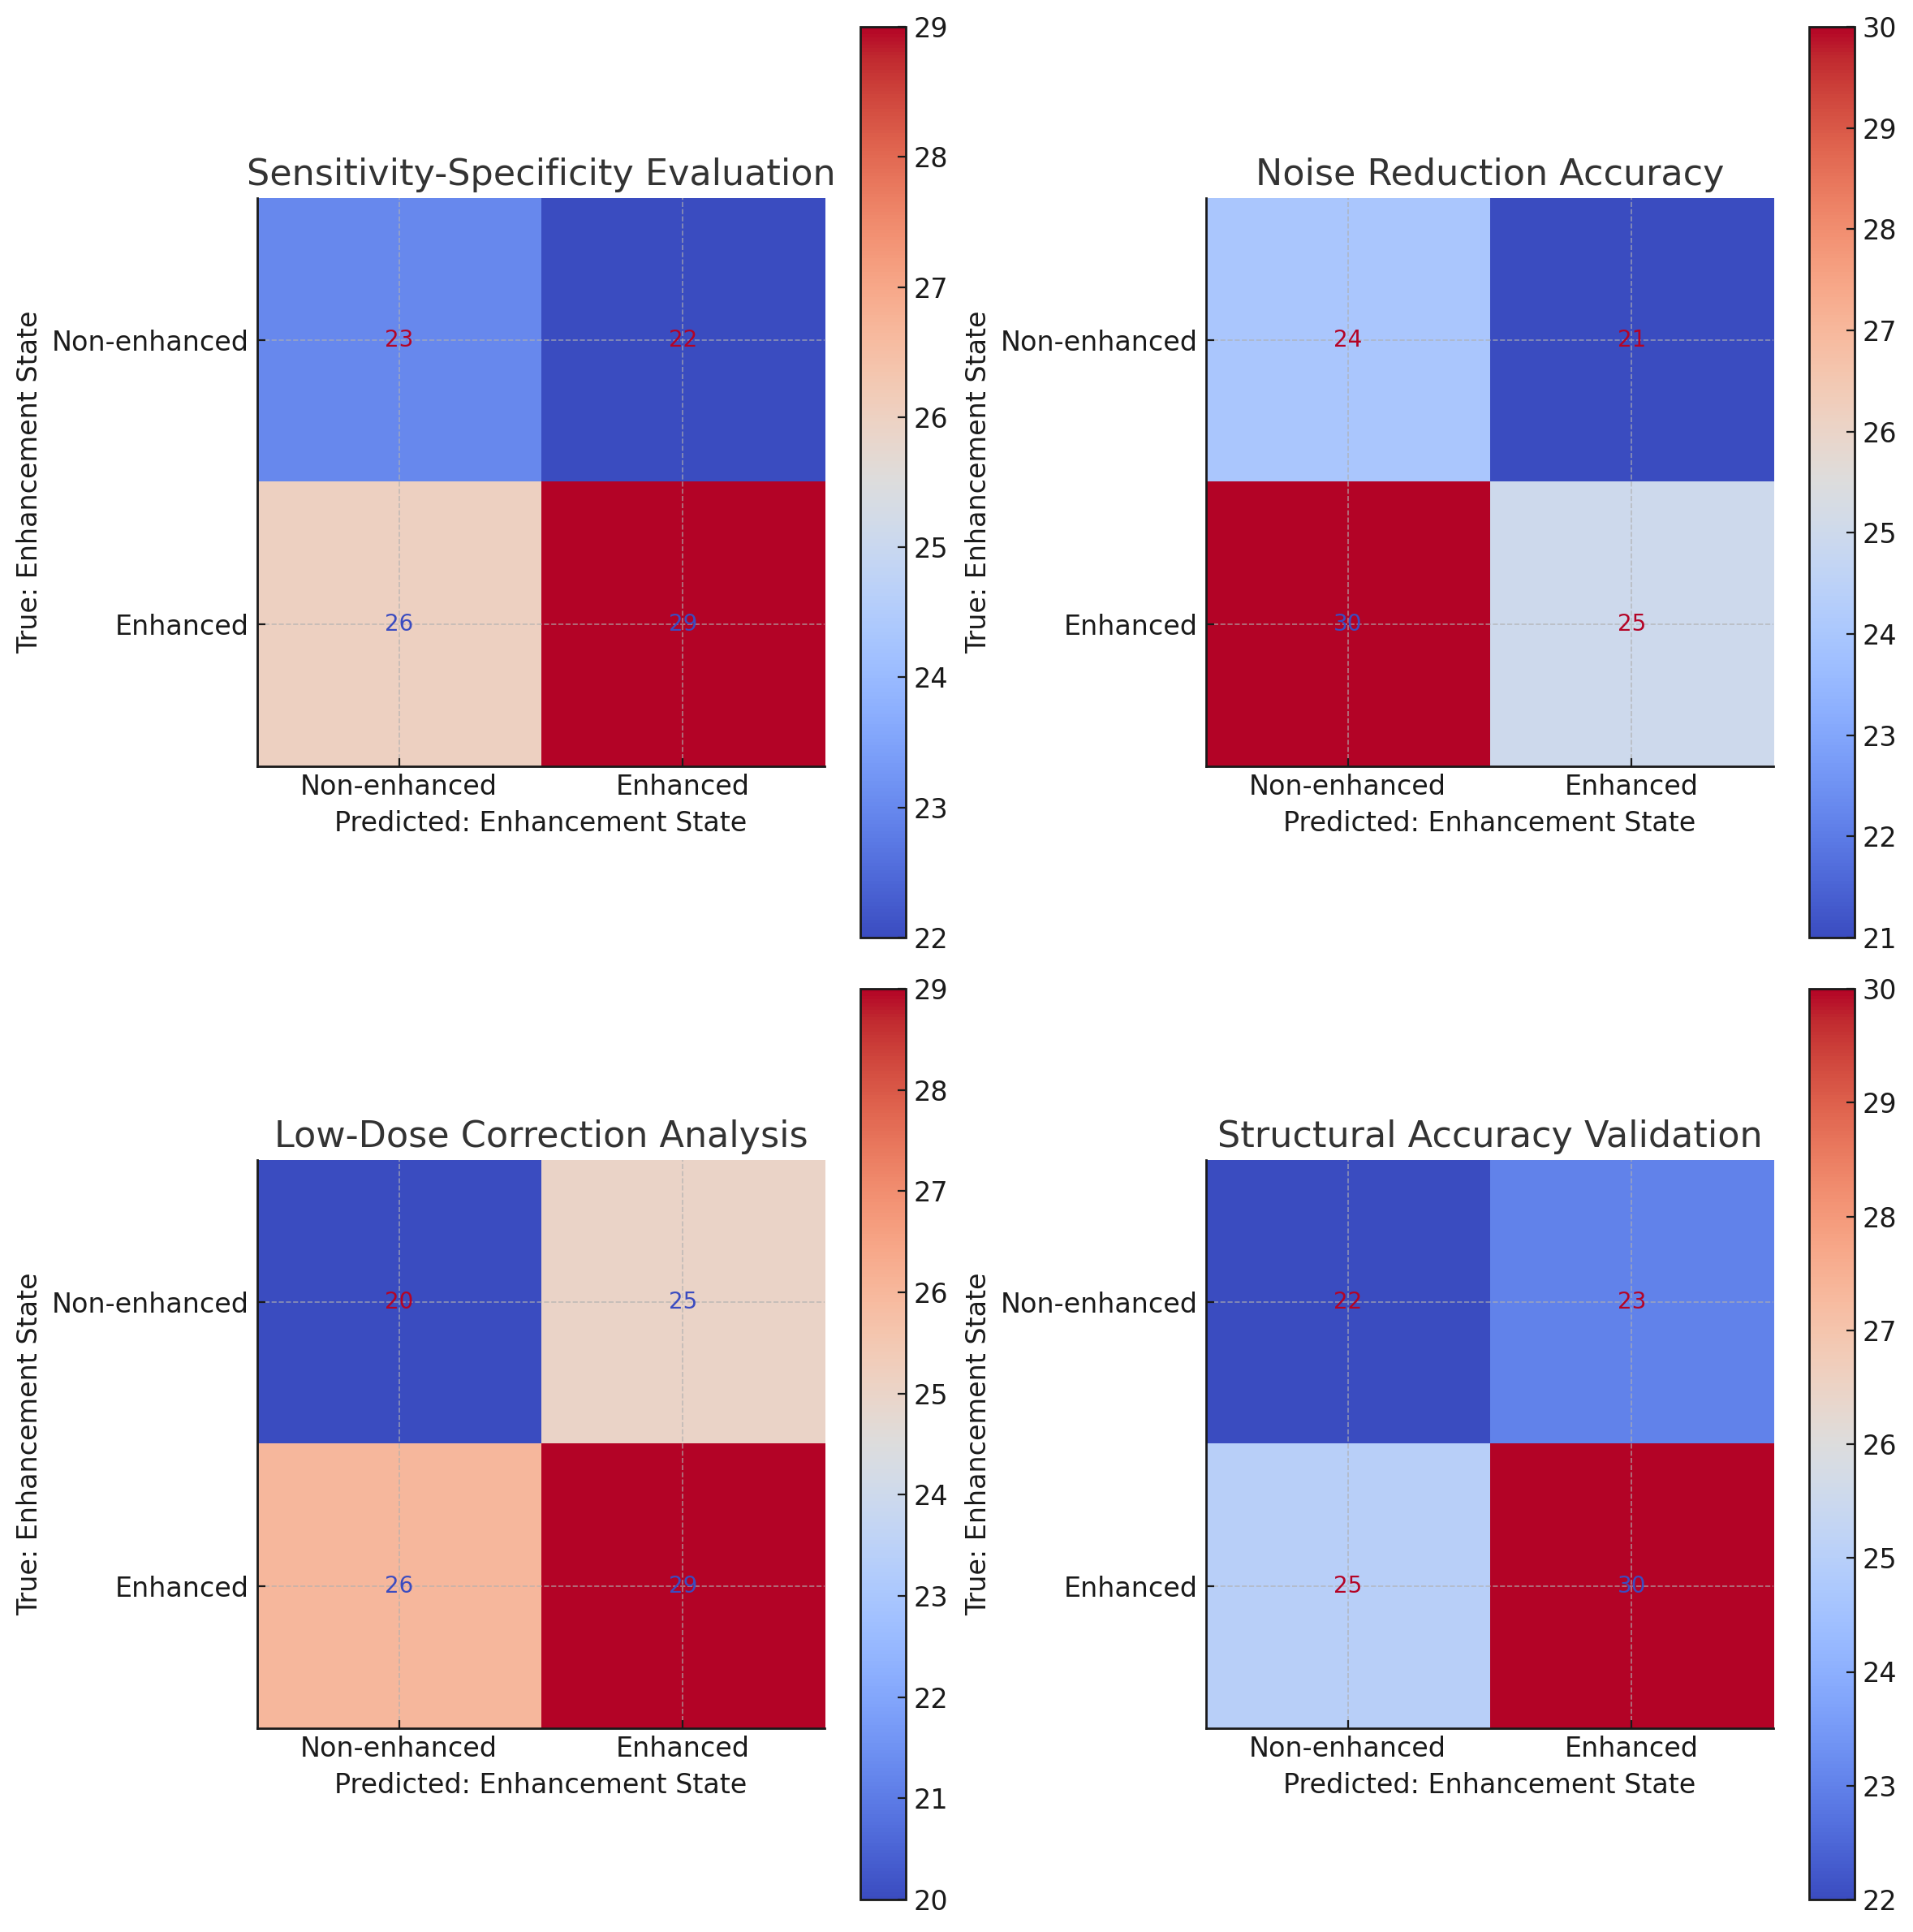 Sensitivity-Specificity Evaluation
True: Enhancement State
Non-enhanced
Enhanced
23
22
26
29
Non-enhanced
Enhanced
Predicted: Enhancement State
29
28
27
26
25
24
23
22
Noise Reduction Accuracy
True: Enhancement State
Non-enhanced
Enhanced
24
21
30
25
Non-enhanced
Enhanced
Predicted: Enhancement State
30
29
28
27
26
25
24
23
22
21
Low-Dose Correction Analysis
True: Enhancement State
Non-enhanced
Enhanced
20
25
26
29
Non-enhanced
Enhanced
Predicted: Enhancement State
29
28
27
26
25
24
23
22
21
20
Structural Accuracy Validation
True: Enhancement State
Non-enhanced
Enhanced
22
23
25
30
Non-enhanced
Enhanced
Predicted: Enhancement State
30
29
28
27
26
25
24
23
22